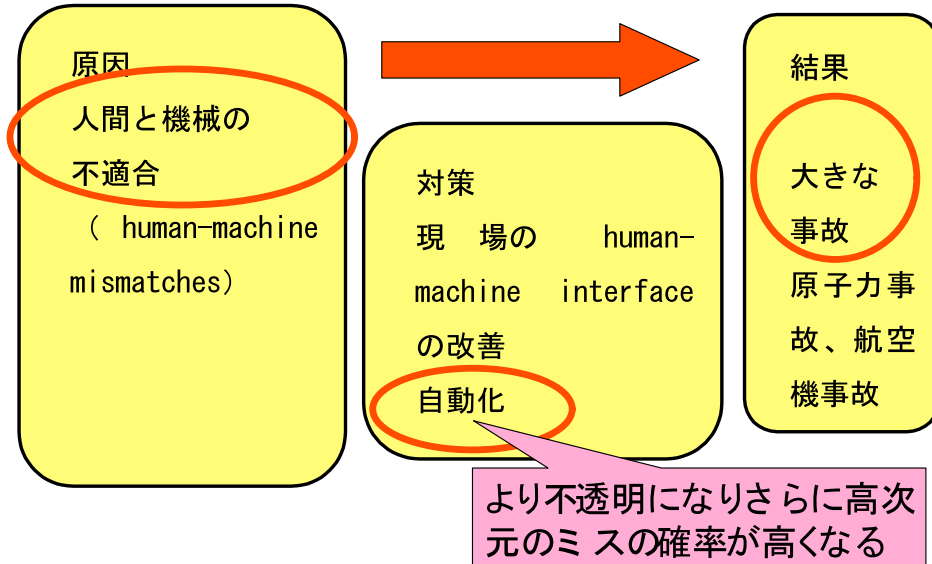 原因
人間と機械の
不適合
（ human-machine
mismatches）
対策
現 場の human-
machine interface
の改善
自動化
結果
大きな
事故
原子力事
故、航空
機事故
より不透明になりさらに高次
元のミスの確率が高くなる